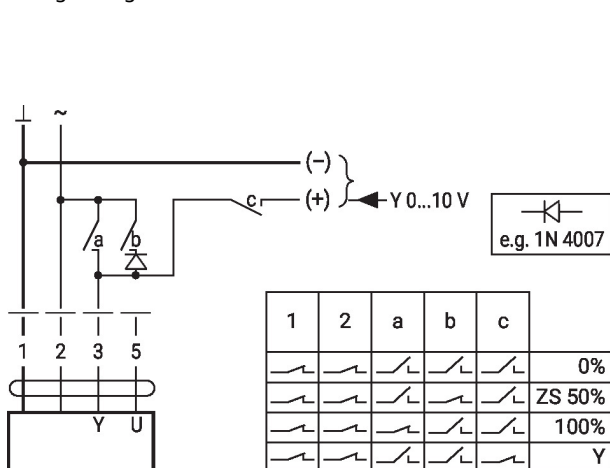 ⊥ ~
(–)
c (+) Y 0...10 V
a b
e.g. 1N 4007
1 2 a b c
1 2 3 5
0%
ZS 50%
Y U 100%
Y